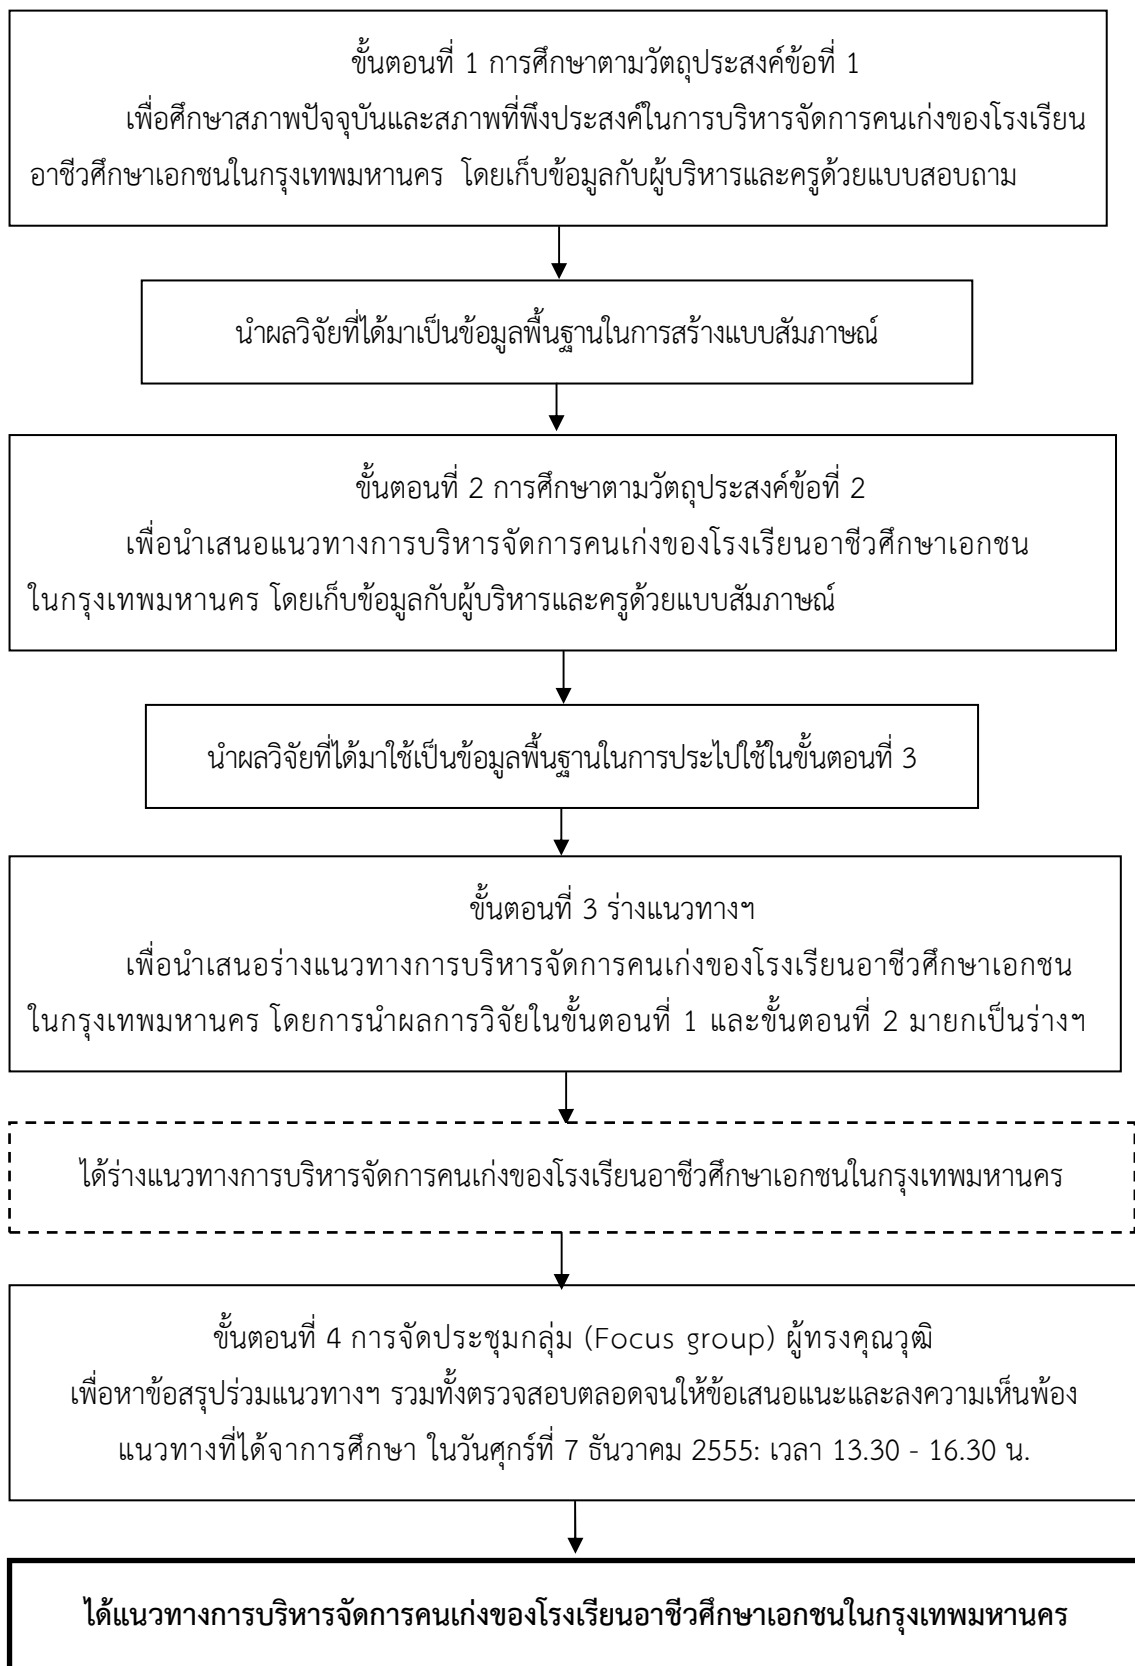 ขั้นตอนที่ 1 การศึกษาตามวัตถุประสงค์ข้อที่ 1
เพื่อศึกษาสภาพปัจจุบันและสภาพที่พึงประสงค์ในการบริหารจัดการคนเก่งของโรงเรียน
อาชีวศึกษาเอกชนในกรุงเทพมหานคร โดยเก็บข้อมูลกับผู้บริหารและครูด้วยแบบสอบถาม
นำผลวิจัยที่ได้มาเป็นข้อมูลพื้นฐานในการสร้างแบบสัมภาษณ์
ขั้นตอนที่ 2 การศึกษาตามวัตถุประสงค์ข้อที่ 2
เพื่อนำเสนอแนวทางการบริหารจัดการคนเก่งของโรงเรียนอาชีวศึกษาเอกชน
ในกรุงเทพมหานคร โดยเก็บข้อมูลกับผู้บริหารและครูด้วยแบบสัมภาษณ์
นำผลวิจัยที่ได้มาใช้เป็นข้อมูลพื้นฐานในการประไปใช้ในขั้นตอนที่ 3
ขั้นตอนที่ 3 ร่างแนวทางฯ
เพื่อนำเสนอร่างแนวทางการบริหารจัดการคนเก่งของโรงเรียนอาชีวศึกษาเอกชน
ในกรุงเทพมหานคร โดยการนำผลการวิจัยในขั้นตอนที่ 1 และขั้นตอนที่ 2 มายกเป็นร่างฯ
ได้ร่างแนวทางการบริหารจัดการคนเก่งของโรงเรียนอาชีวศึกษาเอกชนในกรุงเทพมหานคร
ขั้นตอนที่ 4 การจัดประชุมกลุ่ม (Focus group) ผู้ทรงคุณวุฒิ
เพื่อหาข้อสรุปร่วมแนวทางฯ รวมทั้งตรวจสอบตลอดจนให้ข้อเสนอแนะและลงความเห็นพ้อง
แนวทางที่ได้จาการศึกษา ในวันศุกร์ที่ 7 ธันวาคม 2555: เวลา 13.30 - 16.30 น.
ได้แนวทางการบริหารจัดการคนเก่งของโรงเรียนอาชีวศึกษาเอกชนในกรุงเทพมหานคร